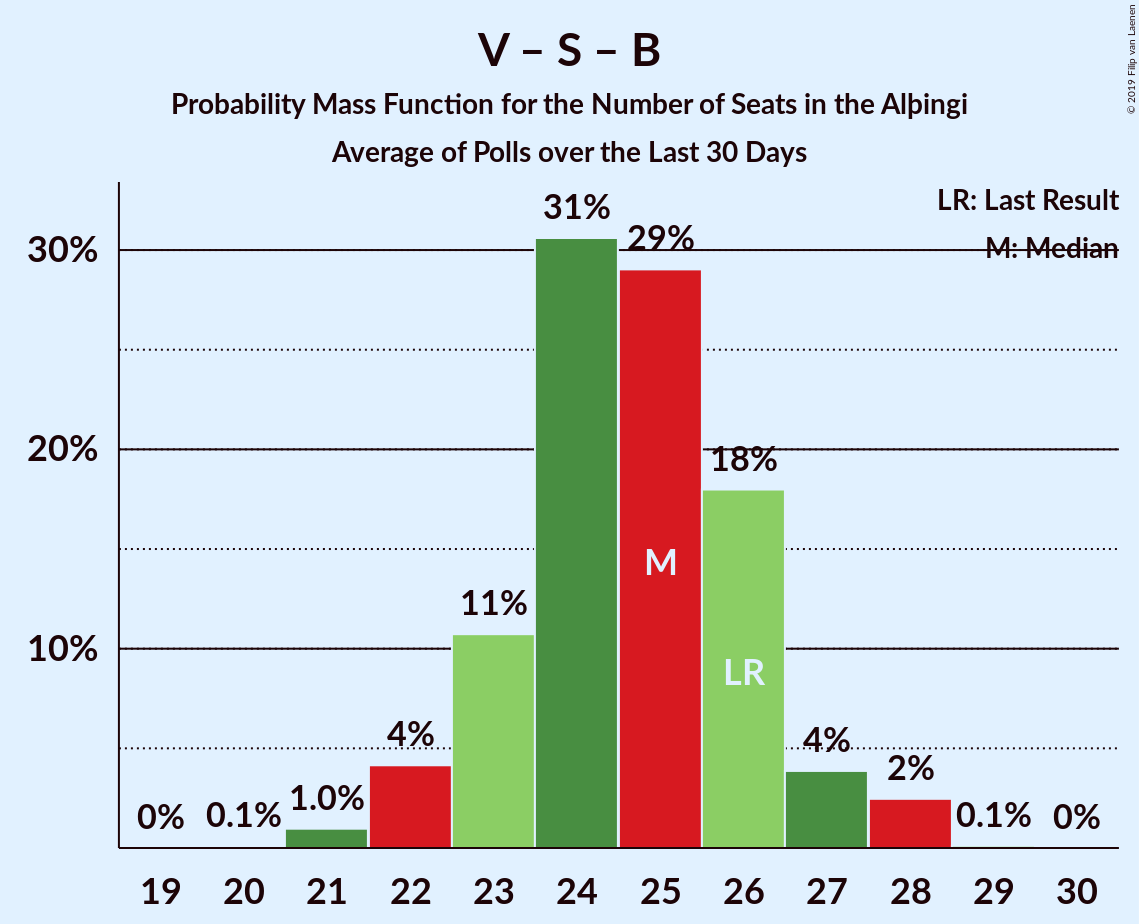 V – S – B
Probability Mass Function for the Number of Seats in the Alþingi
Average of Polls over the Last 30 Days
© 2019 Filip van Laenen
LR: Last Result
M: Median
30%
20%
10%
0%
0.1%
1.0%
4%
11%
31%
29%
18%
4%
2%
0.1%
0%
M
LR
19 20 21 22 23 24 25 26 27 28 29 30